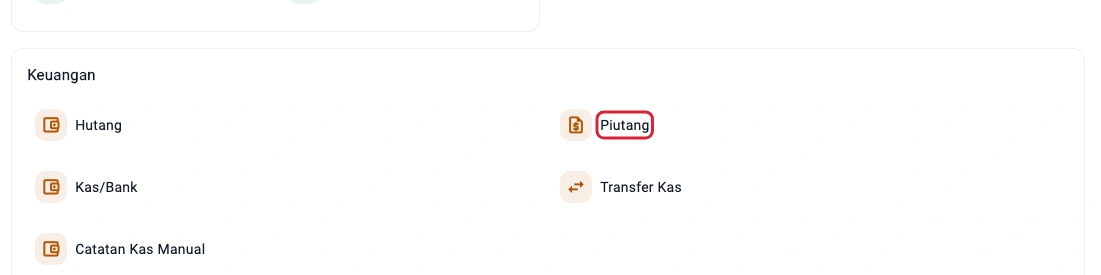 Keuangan
Hutang
Piutang
Kas/Bank
Transfer Kas
Catatan Kas Manual